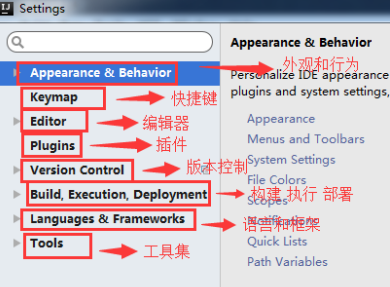 IJ Settings
Appearance & Behavior
外观和行为
Keymap
快捷键
Editor
编辑器
Plugins
插件
Version Control
版本控制
Build, Execution, Deployment
构建 执行 部署
Languages & Frameworks
语言和框架
Tools
工具集
Appearance & Behavior
Personalize IDE appearance
plugins and system settings,
Appearance
Menus and Toolbars
System Settings
File Colors
Scopes
Notifications
Quick Lists
Path Variables